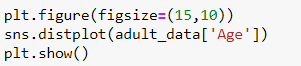 plt.figure(figsize=(15,10))
sns.distplot(adult_data['Age'])
plt.show()